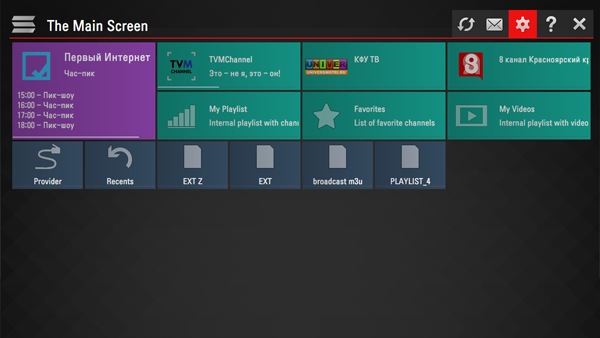 The Main Screen
?
Первый Интернет
Час-пик
15:00 – Пик-шоу
16:00 – Час-пик
17:00 – Час-пик
18:00 – Пик-шоу
TVM
CHANNEL
TVMChannel
Это – не я, это – он!
UNIVER
КФУ ТВ
8
8 канал Красноярский кр
My Playlist
Internal playlist with chann
Favorites
List of favorite channels
My Videos
Internal playlist with video
Provider
Recents
EXT Z
EXT
broadcast m3u
PLAYLIST_4